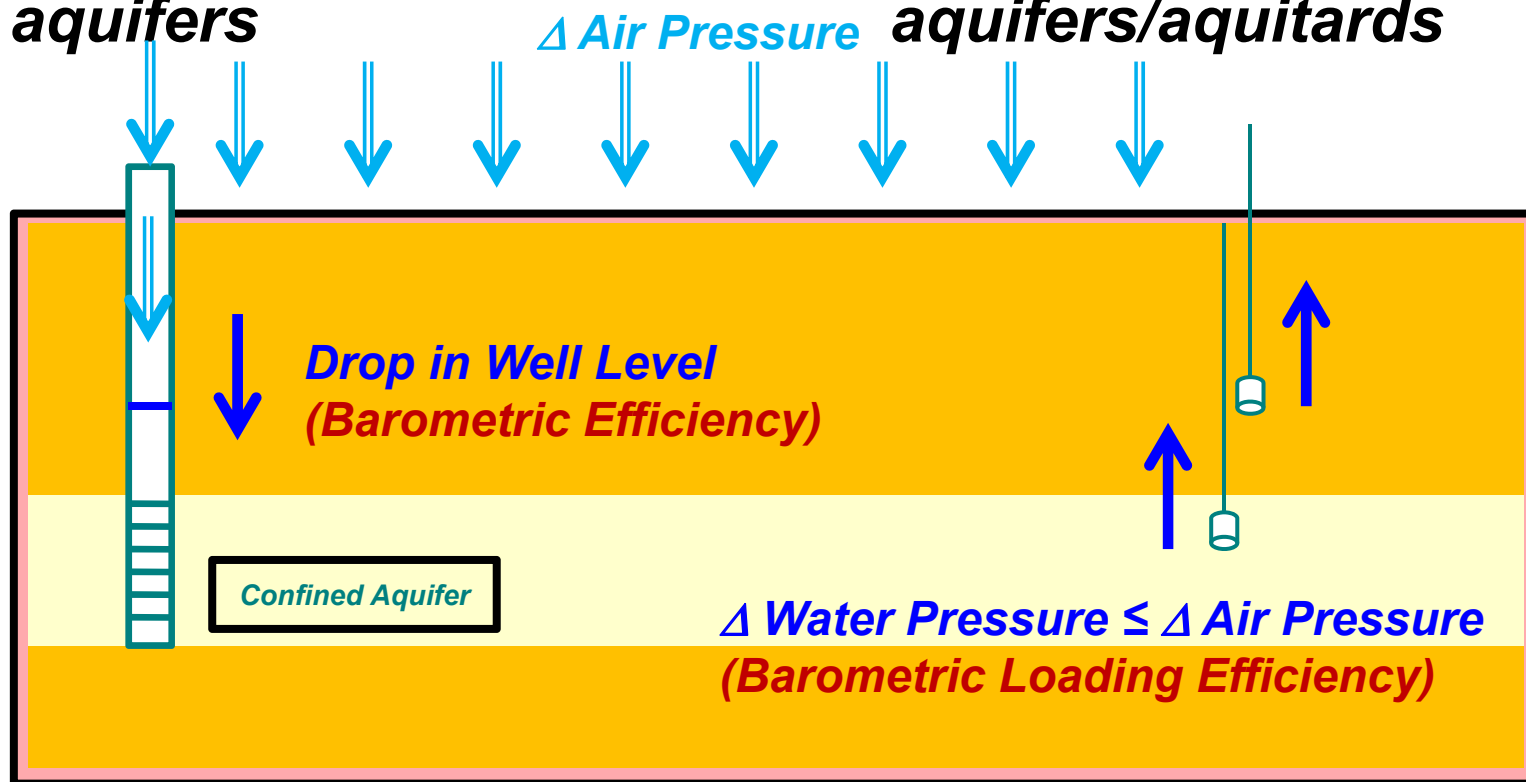 aquifers
Δ Air Pressure
aquifers/aquitards
Drop in Well Level
(Barometric Efficiency)
Confined Aquifer
Δ Water Pressure ≤ Δ Air Pressure
(Barometric Loading Efficiency)